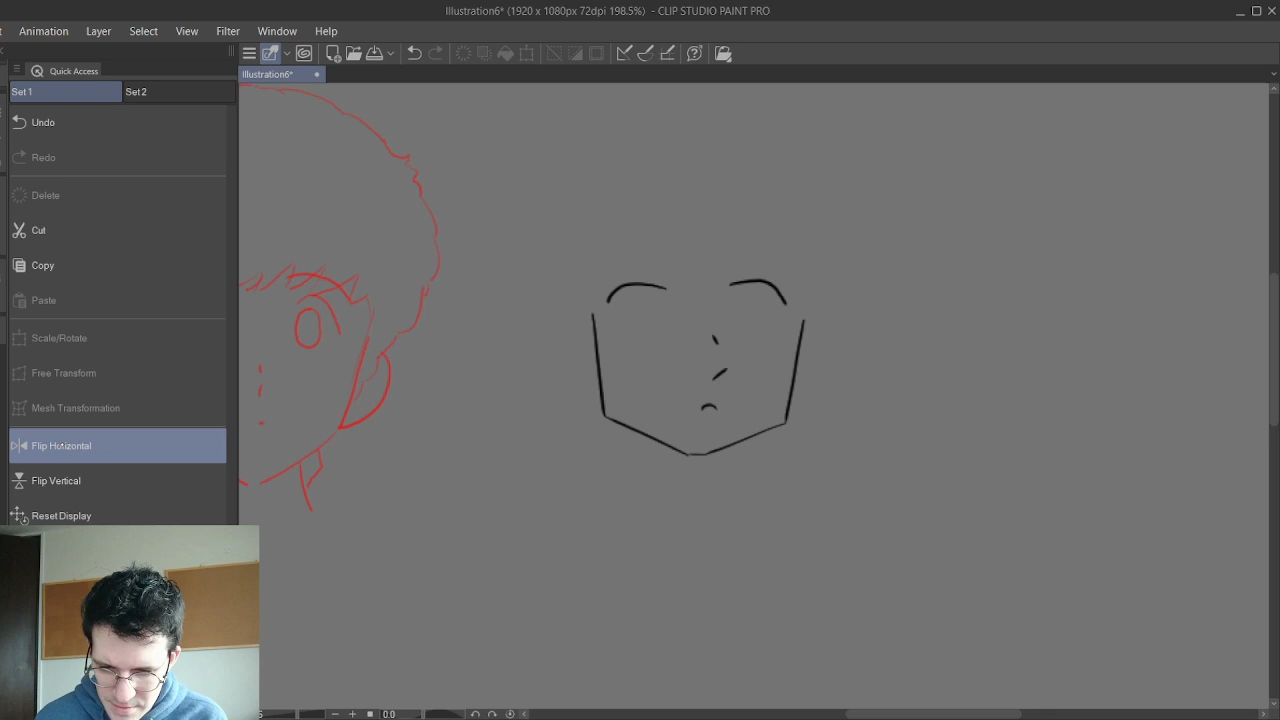 Illustration6* (1920 x 1080px 72dpi 198.5%) - CLIP STUDIO PAINT PRO
Animation Layer Select View Filter Window Help
Quick Access
Illustration6*
Set 1 Set 2
Undo
Redo
Delete
Cut
Copy
Paste
Scale/Rotate
Free Transform
Mesh Transformation
Flip Horizontal
Flip Vertical
Reset Display
0.0